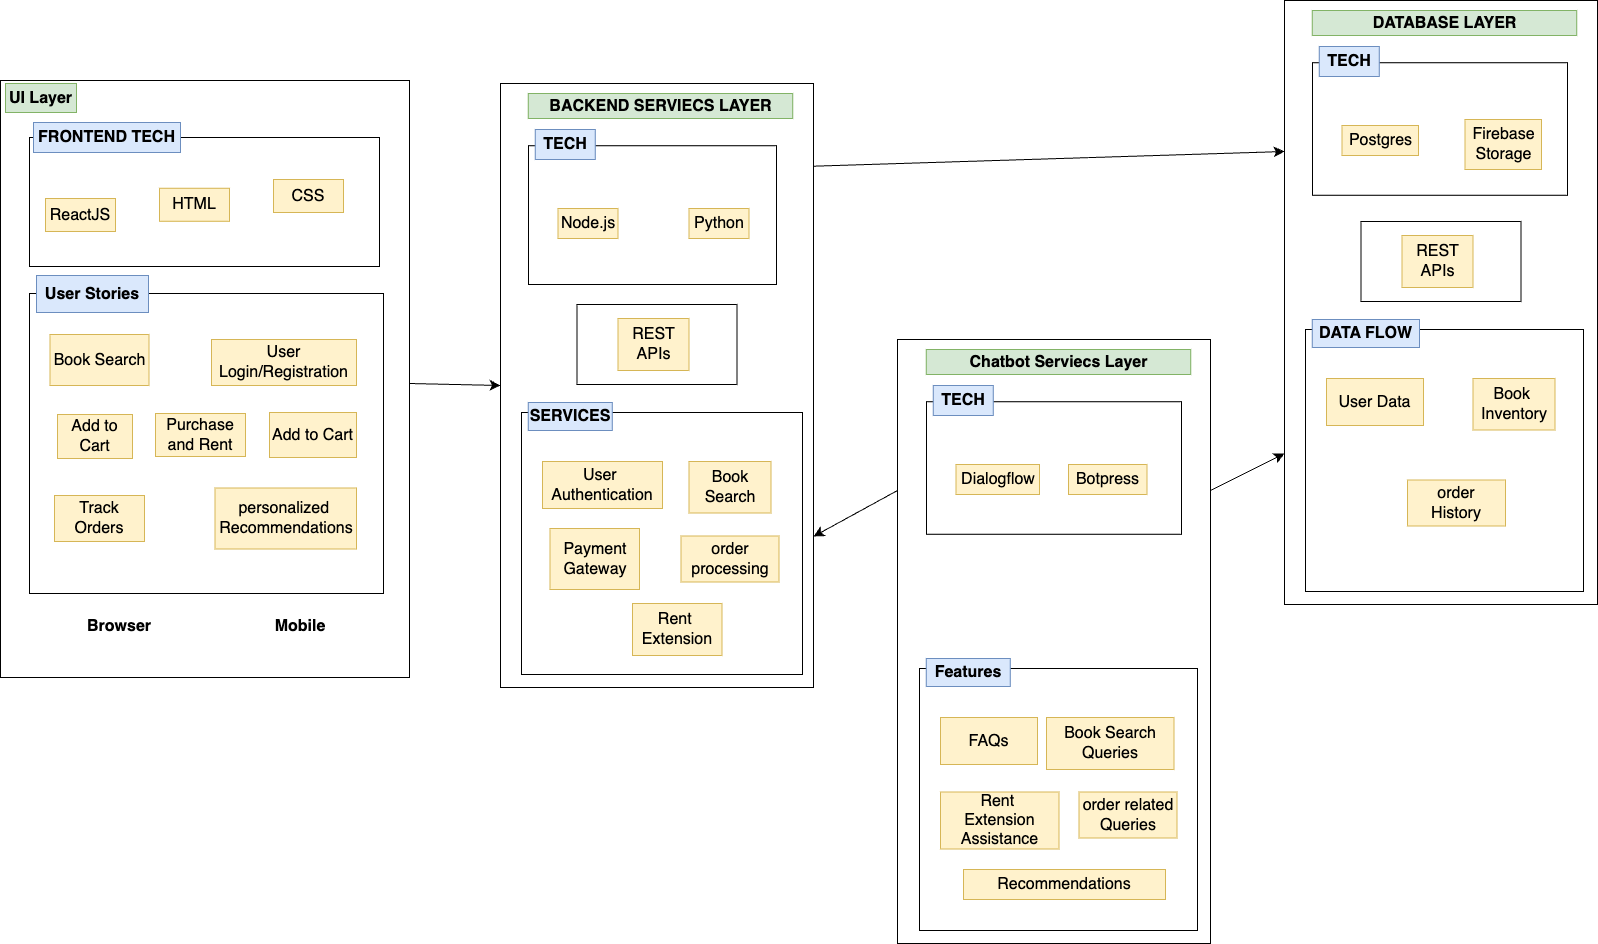 UI Layer
FRONTEND TECH
ReactJS
HTML
CSS
User Stories
Book Search
User
Login/Registration
Add to
Cart
Purchase
and Rent
Add to Cart
Track
Orders
personalized
Recommendations
Browser
Mobile
BACKEND SERVIECS LAYER
TECH
Node.js
Python
REST
APIs
SERVICES
User
Authentication
Book
Search
Payment
Gateway
order
processing
Rent
Extension
Chatbot Serviecs Layer
TECH
Dialogflow
Botpress
Features
FAQs
Book Search
Queries
Rent
Extension
Assistance
order related
Queries
Recommendations
DATABASE LAYER
TECH
Postgres
Firebase
Storage
REST
APIs
DATA FLOW
User Data
Book
Inventory
order
History